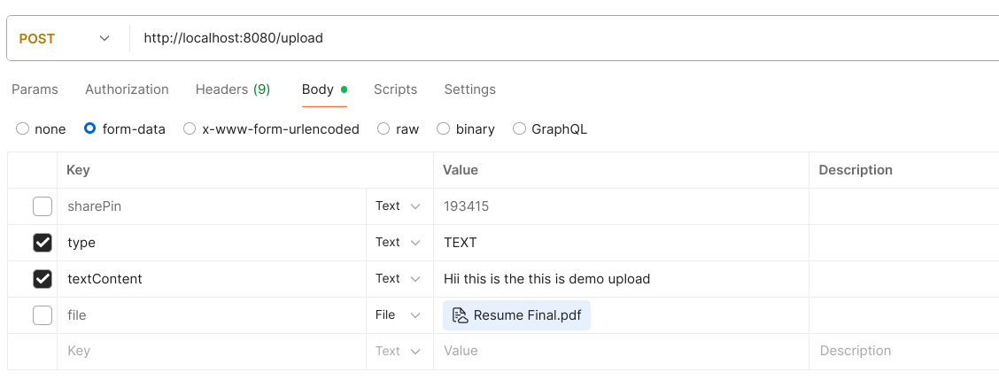 POST http://localhost:8080/upload
Params Authorization Headers (9) Body Scripts Settings
none form-data x-www-form-urlencoded raw binary GraphQL
Key Value Description
sharePin Text 193415
type Text TEXT
textContent Text Hii this is the this is demo upload
file File Resume Final.pdf
Key Text Value Description